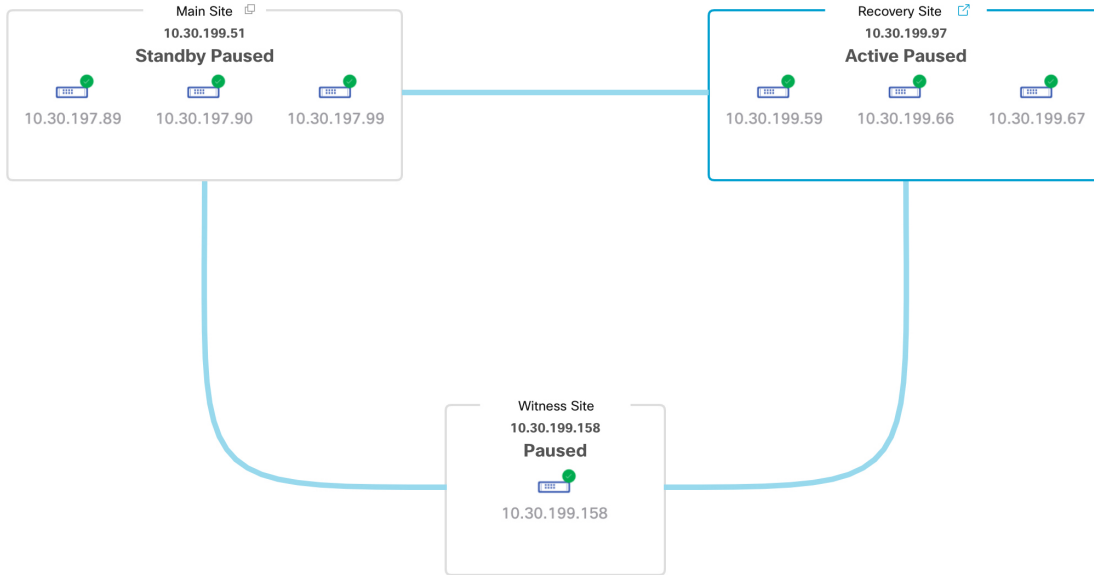 Main Site
10.30.199.51
Standby Paused
10.30.197.89 10.30.197.90 10.30.197.99
Recovery Site
10.30.199.97
Active Paused
10.30.199.59 10.30.199.66 10.30.199.67
Witness Site
10.30.199.158
Paused
10.30.199.158